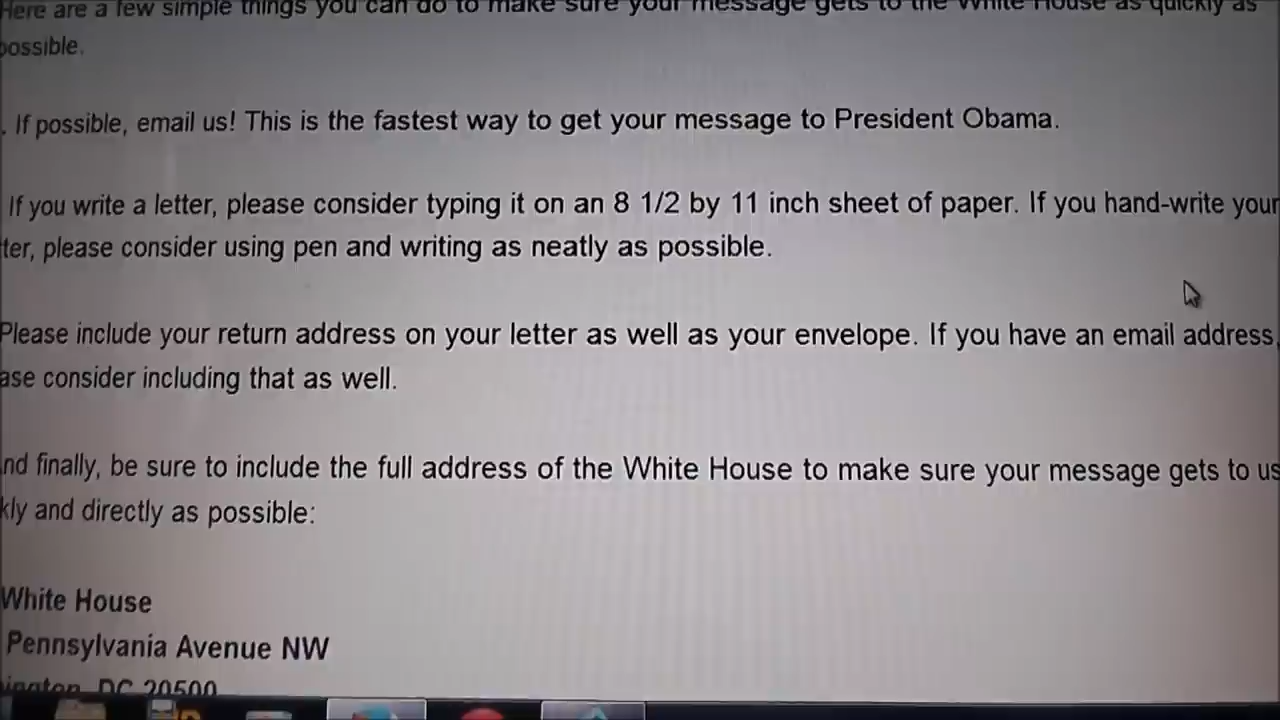 Here are a few simple things you can do to make sure your message gets to the White House as quickly as
possible.
. If possible, email us! This is the fastest way to get your message to President Obama.
If you write a letter, please consider typing it on an 8 1/2 by 11 inch sheet of paper. If you hand-write your
ter, please consider using pen and writing as neatly as possible.
Please include your return address on your letter as well as your envelope. If you have an email address,
ase consider including that as well.
nd finally, be sure to include the full address of the White House to make sure your message gets to us
kly and directly as possible:
White House
Pennsylvania Avenue NW
ington, DC 20500